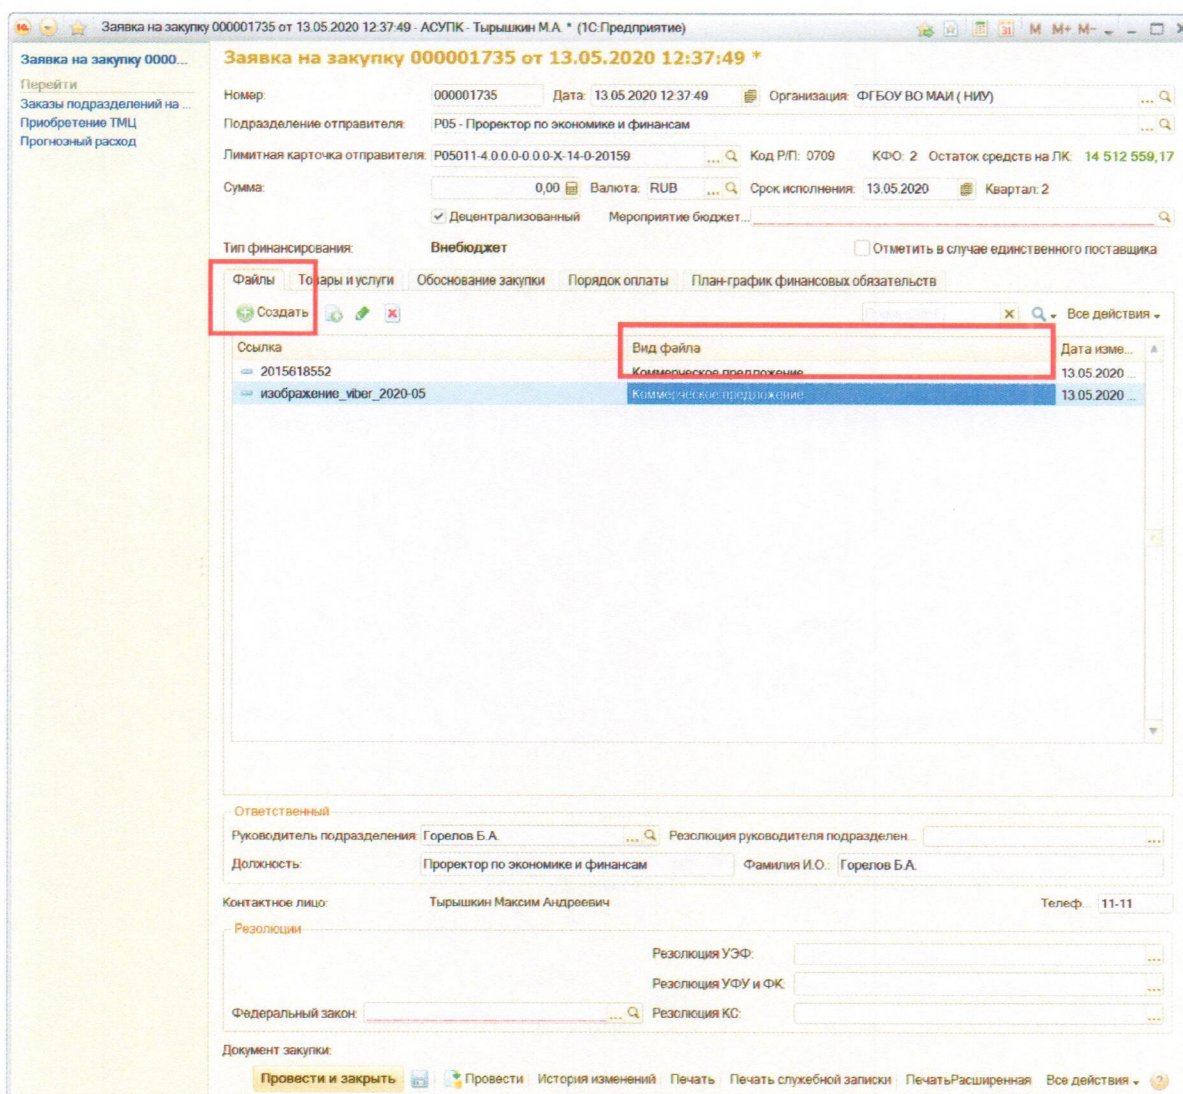 Заявка на закупку 000001735 от 13.05.2020 12:37:49 - АСУПК - Тырышкин М.А. * (1С:Предприятие) M M+ M-
Заявка на закупку 0000...
Перейти
Заказы подразделений на ...
Приобретение ТМЦ
Прогнозный расход
Заявка на закупку 000001735 от 13.05.2020 12:37:49 *
Номер: 000001735 Дата: 13.05.2020 12:37:49 Организация: ФГБОУ ВО МАИ ( НИУ) ...
Подразделение отправителя: Р05 - Проректор по экономике и финансам ...
Лимитная карточка отправителя: Р05011-4.0.0.0-0.0.0-Х-14-0-20159 ... Код Р/П: 0709 КФО: 2 Остаток средств на ЛК: 14 512 559,17
Сумма: 0,00 Валюта: RUB ... Срок исполнения: 13.05.2020 Квартал: 2
Децентрализованный Мероприятие бюджет...
Тип финансирования: Внебюджет Отметить в случае единственного поставщика
Файлы Товары и услуги Обоснование закупки Порядок оплаты План-график финансовых обязательств
Создать Все действия
Ссылка Вид файла Дата изме...
2015618552 Коммерческое предложение 13.05.2020 ...
изображение_viber_2020-05 Коммерческое предложение 13.05.2020 ...
Ответственный
Руководитель подразделения: Горелов Б.А. ... Резолюция руководителя подразделен... ...
Должность: Проректор по экономике и финансам Фамилия И.О.: Горелов Б.А.
Контактное лицо: Тырышкин Максим Андреевич Телеф... 11-11
Резолюции
Резолюция УЭФ: ...
Резолюция УФУ и ФК: ...
Федеральный закон: ... Резолюция КС: ...
Документ закупки:
Провести и закрыть Провести История изменений Печать Печать служебной записки ПечатьРасширенная Все действия